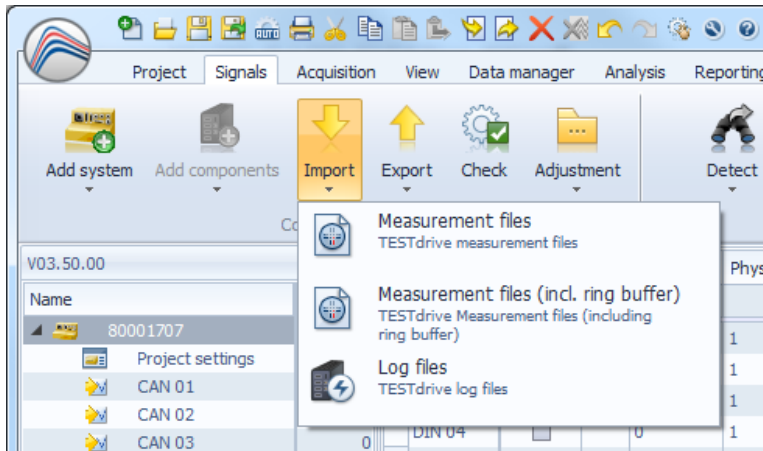 AUTO
Project Signals Acquisition View Data manager Analysis Reporting
Add system Add components Import Export Check Adjustment Detect
Measurement files
TESTdrive measurement files
Measurement files (incl. ring buffer)
TESTdrive Measurement files (including
ring buffer)
Log files
TESTdrive log files
V03.50.00
Name
80001707
Project settings
CAN 01
CAN 02
CAN 03 0
Phys
1
1
1
DIN 04 0 1